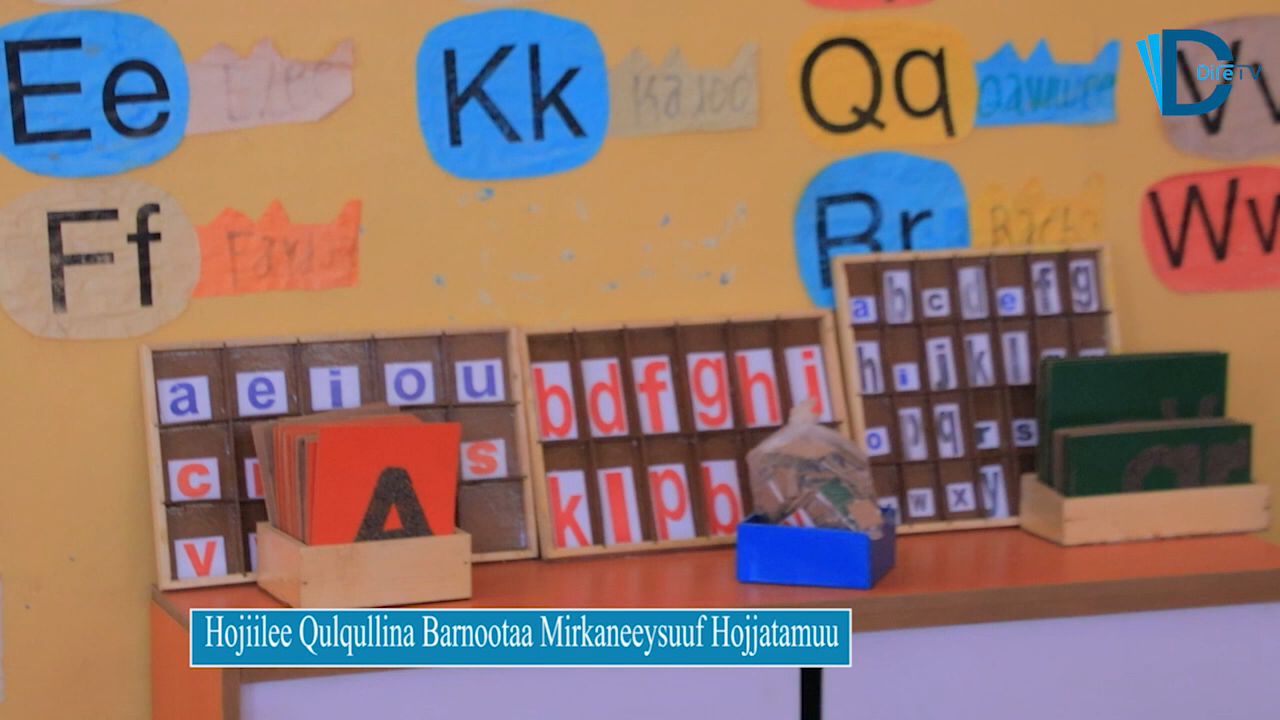 Ee
Kk
Qq
DireTV
Ff
Br
Ww
a b c d e f g
h i j k l
o p q r s
w x y
a e i o u
c s
v
b d f g h j
k l p b
A
Hojiilee Qulqullina Barnootaa Mirkaneeysuuf Hojjatamuu